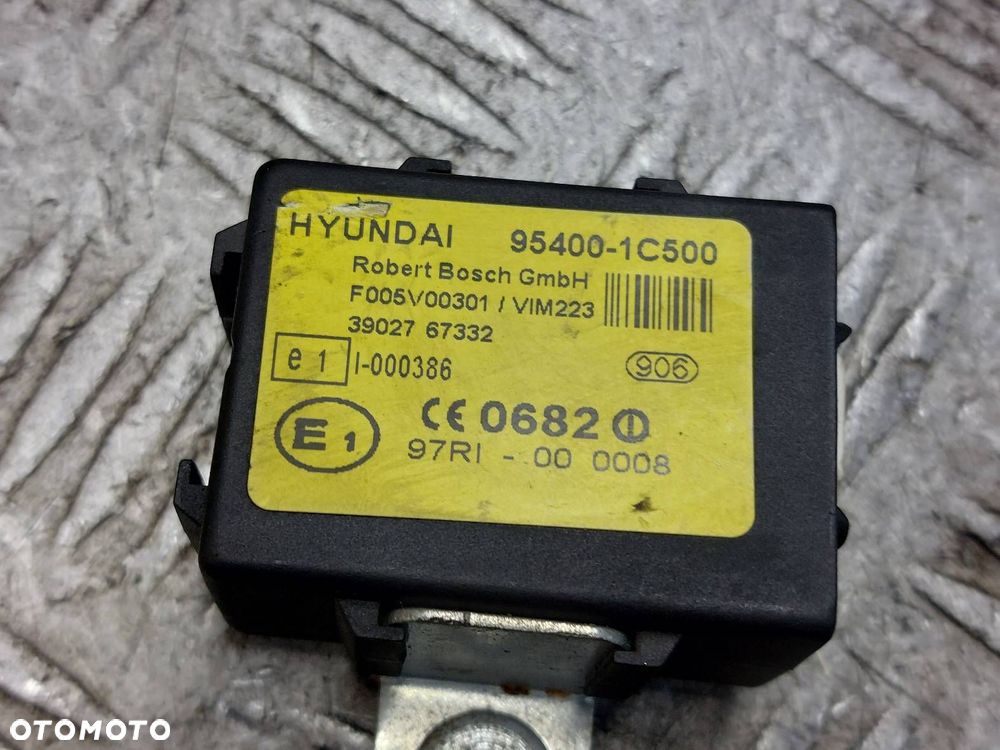 HYUNDAI 95400-1C500
Robert Bosch GmbH
F005V00301 / VIM223
39027 67332
e 1 I-000386 906
E1 CE 0682
97RI - 00 0008
OTOMOTO